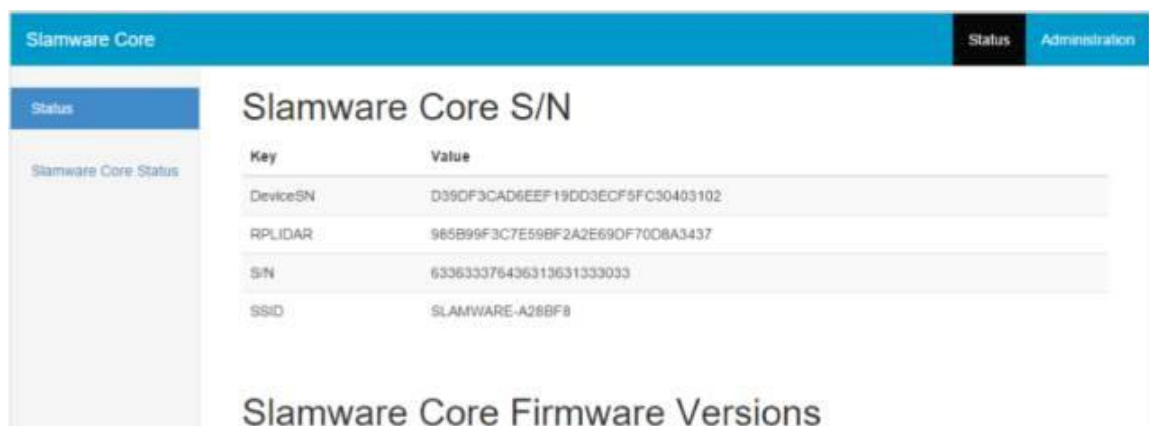 Slamware Core Status Administration
Status
Slamware Core Status
Slamware Core S/N
Key Value
DeviceSN D39DF3CAD6EEF19DD3ECF5FC30403102
RPLIDAR 985B99F3C7E59BF2A2E69DF70D8A3437
S/N 633633376436313631333033
SSID SLAMWARE-A28BF8
Slamware Core Firmware Versions